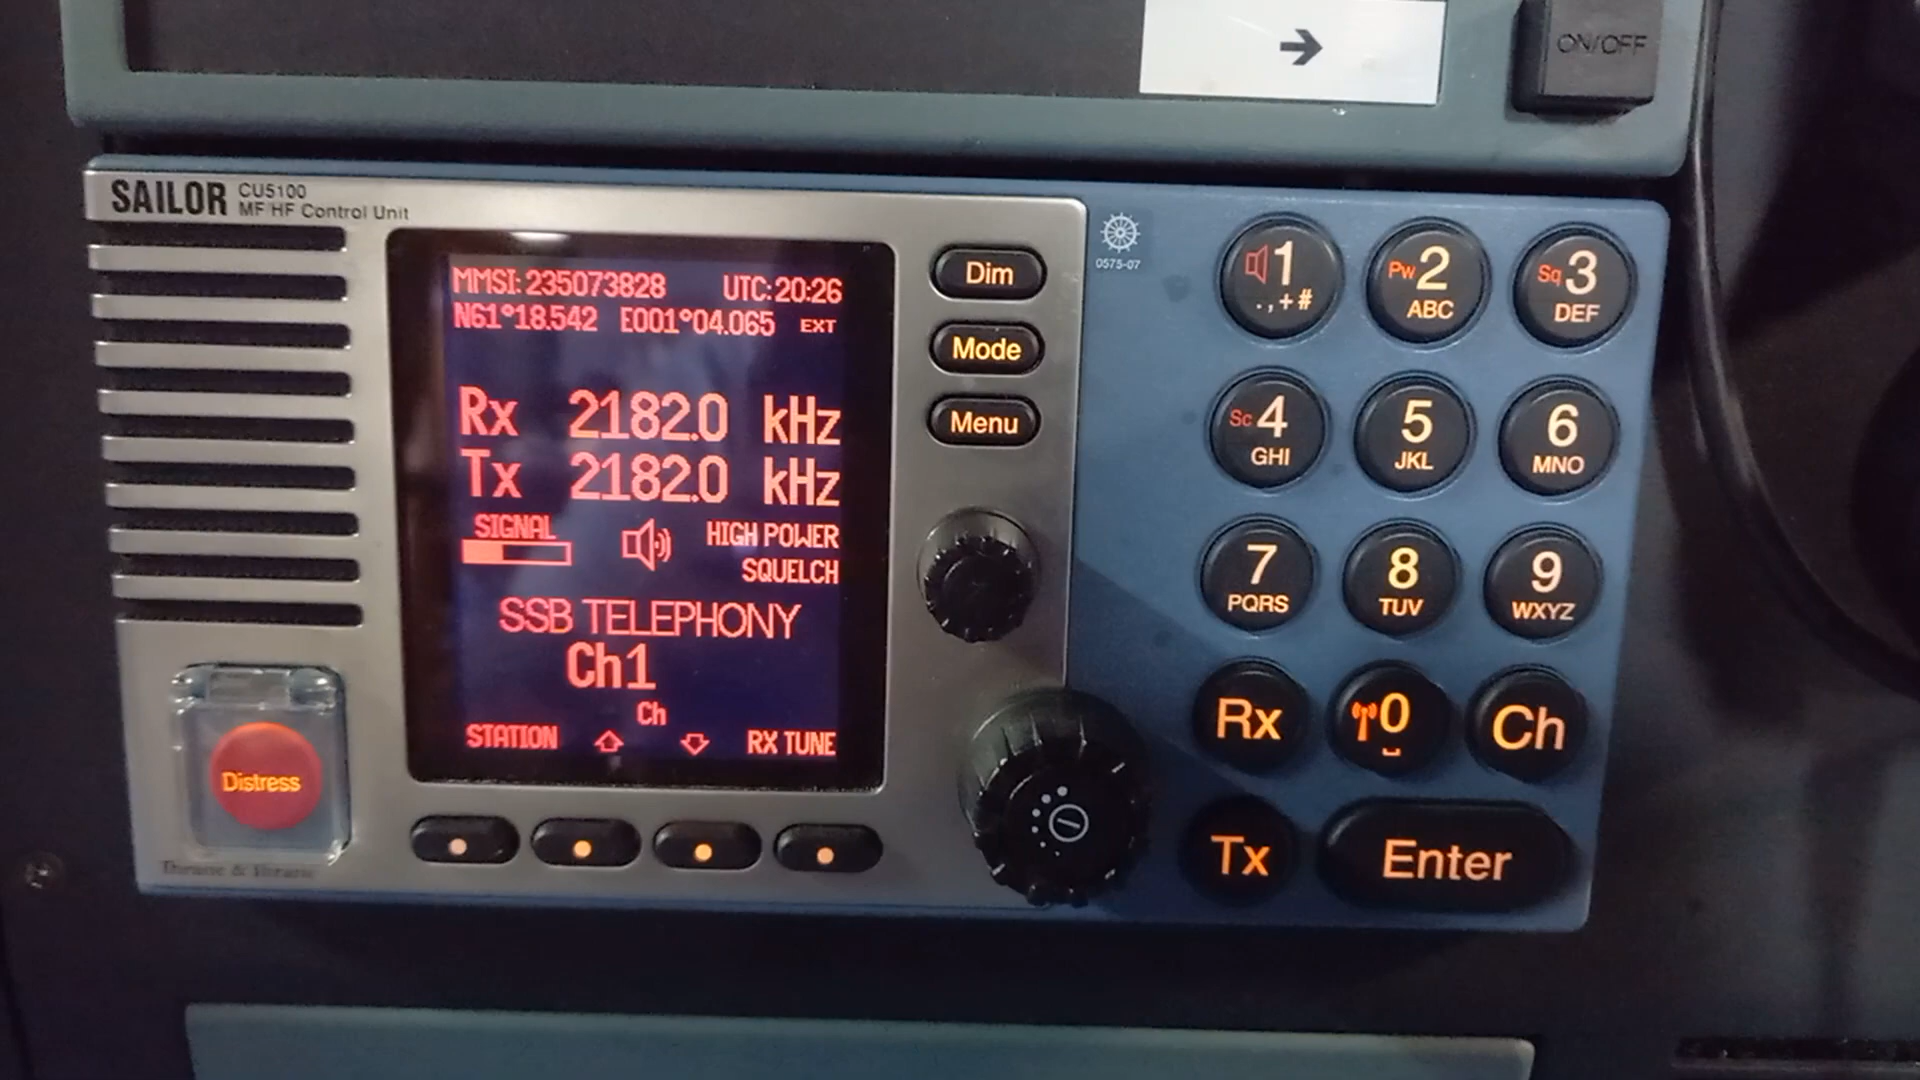 → ON/OFF
SAILOR CU5100
MF/HF Control Unit
MMSI:235073828 UTC:20:26
N61°18.542 E001°04.065 EXT
Rx 2182.0 kHz
Tx 2182.0 kHz
SIGNAL HIGH POWER
SQUELCH
SSB TELEPHONY
Ch1
Ch
STATION RX TUNE
Distress
Thrane & Thrane
Dim
Mode
Menu
0575-07
1 Pw 2 Sq 3
.,+# ABC DEF
Sc 4 5 6
GHI JKL MNO
7 8 9
PQRS TUV WXYZ
Rx 0 Ch
Tx Enter